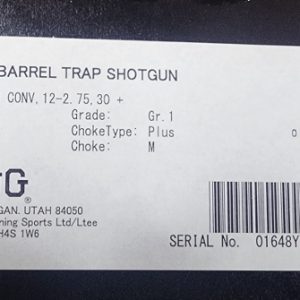 BARREL TRAP SHOTGUN
CONV,12-2.75,30 +
Grade: Gr.1
ChokeType: Plus
Choke: M
G®
GAN. UTAH 84050
ning Sports Ltd/Ltee
H4S 1W6
SERIAL No. 01648Y